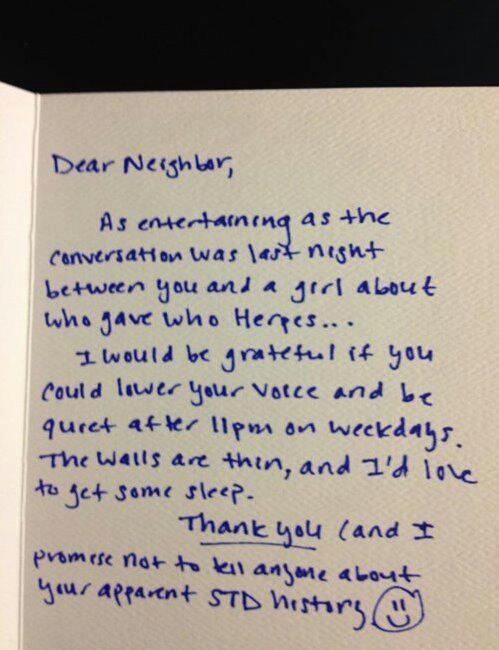 Dear Neighbor,
As entertaining as the
conversation was last night
between you and a girl about
who gave who Herpes...
I would be grateful if you
could lower your voice and be
quiet after 11pm on weekdays.
The walls are thin, and I'd love
to get some sleep.
Thank you (and I
promise not to tell anyone about
your apparent STD history